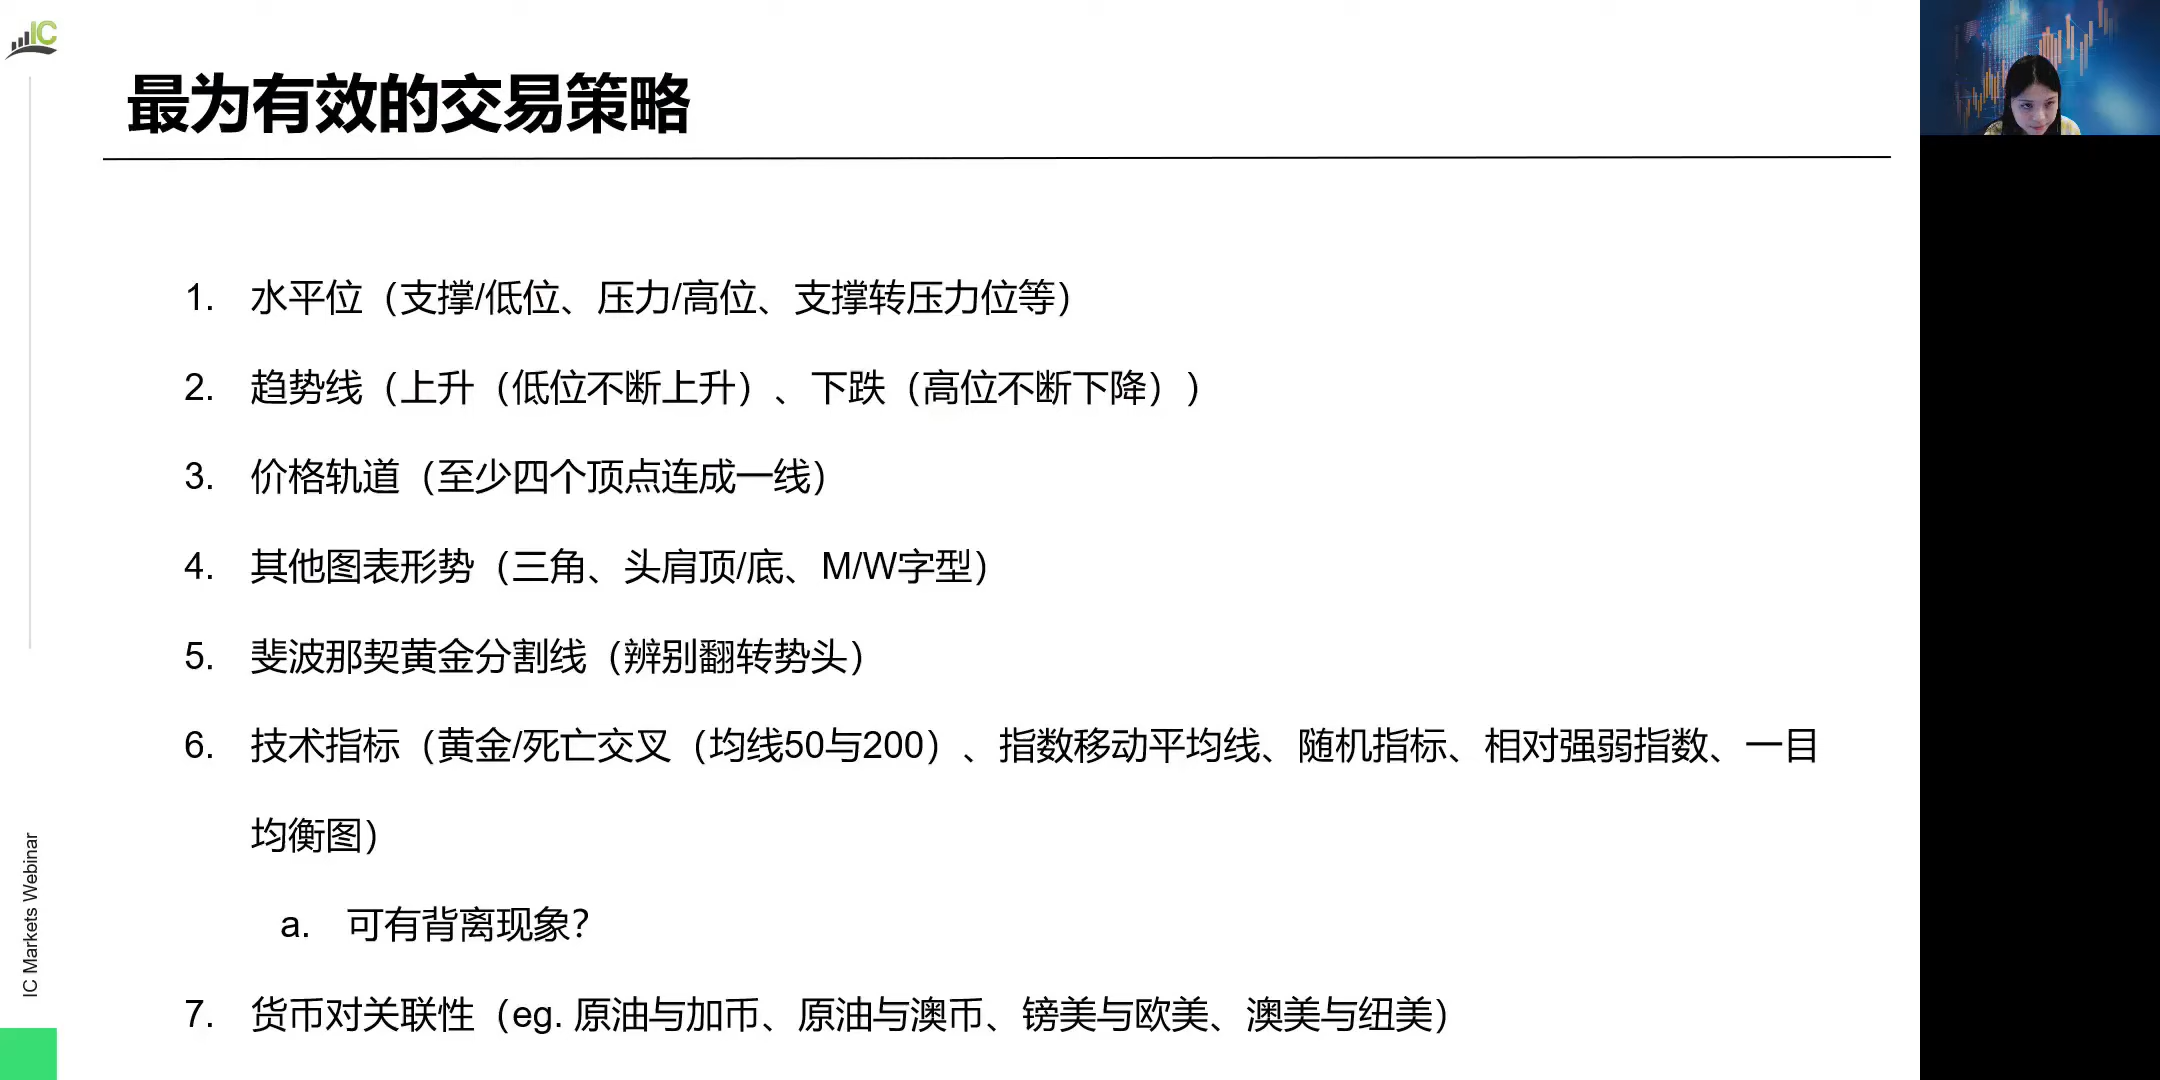 IC
最为有效的交易策略
1. 水平位（支撑/低位、压力/高位、支撑转压力位等）
2. 趋势线（上升（低位不断上升）、下跌（高位不断下降））
3. 价格轨道（至少四个顶点连成一线）
4. 其他图表形势（三角、头肩顶/底、M/W字型）
5. 斐波那契黄金分割线（辨别翻转势头）
6. 技术指标（黄金/死亡交叉（均线50与200）、指数移动平均线、随机指标、相对强弱指数、一目
均衡图）
a. 可有背离现象？
7. 货币对关联性（eg. 原油与加币、原油与澳币、镑美与欧美、澳美与纽美）
IC Markets Webinar